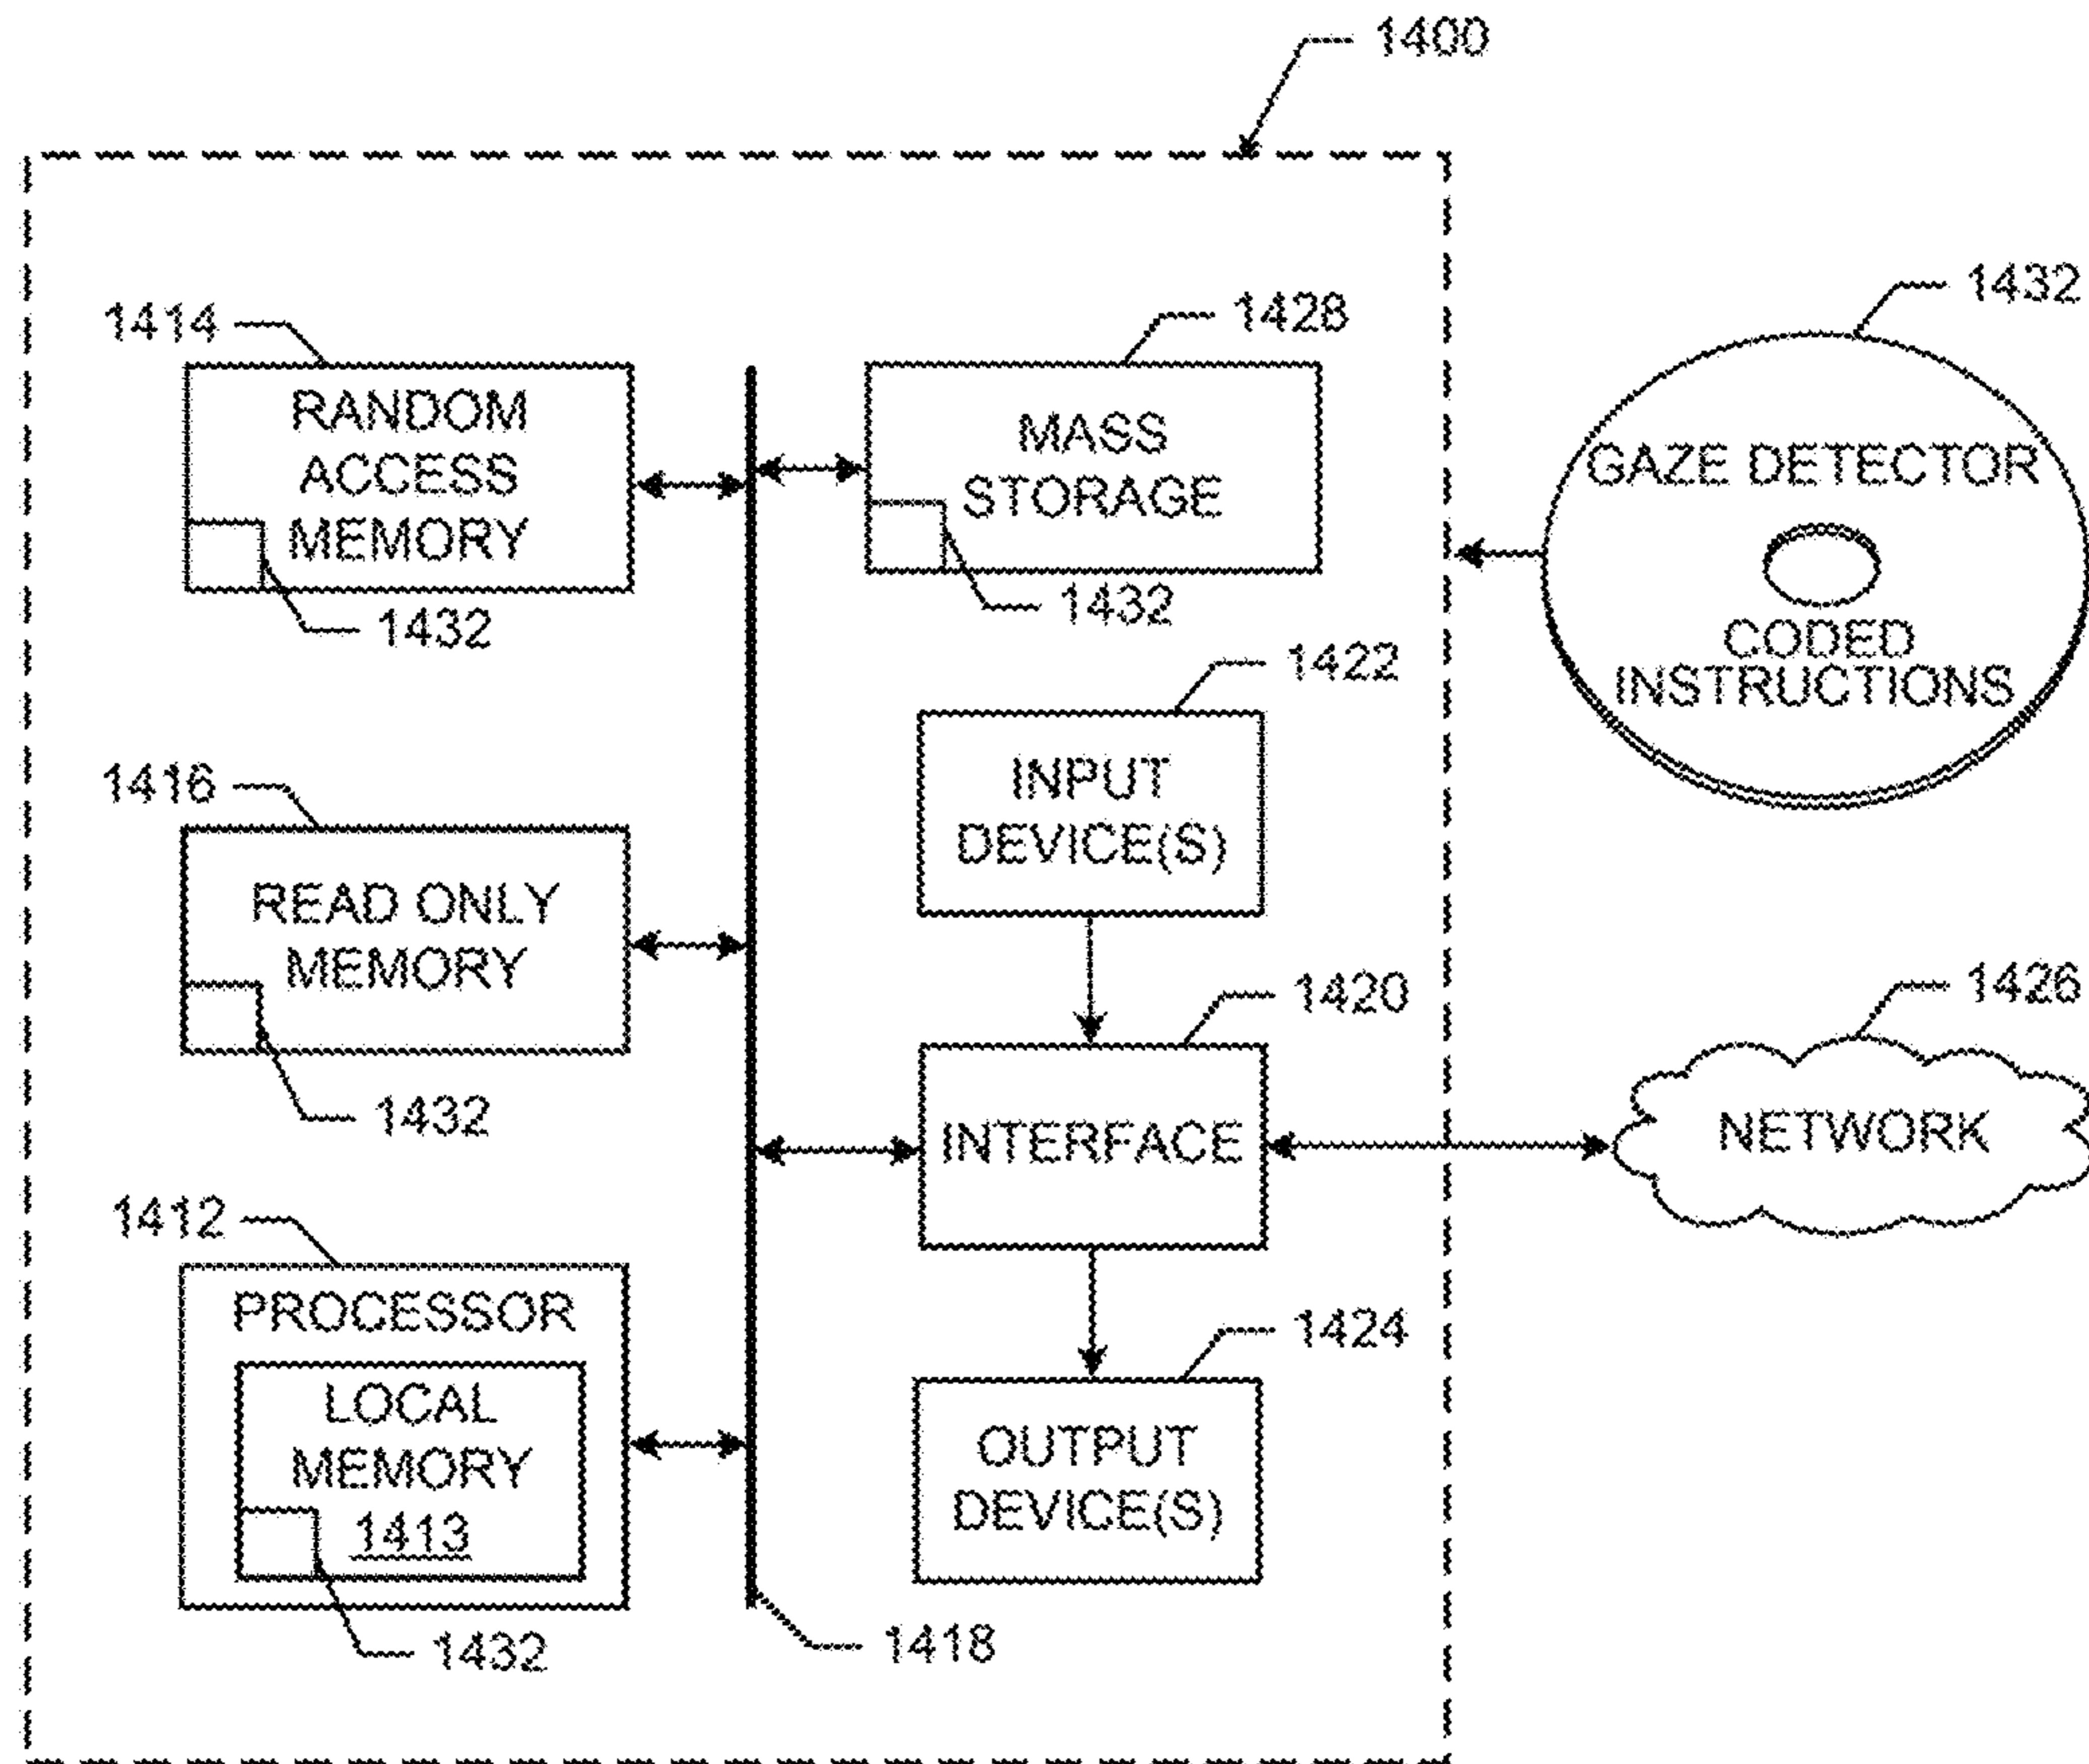 1400
1414
RANDOM
ACCESS
MEMORY
1432
1428
MASS
STORAGE
1432
1432
GAZE DETECTOR
CODED
INSTRUCTIONS
1422
INPUT
DEVICE(S)
1416
READ ONLY
MEMORY
1432
1420
INTERFACE
1426
NETWORK
1412
PROCESSOR
LOCAL
MEMORY
1413
1432
1424
OUTPUT
DEVICE(S)
1418